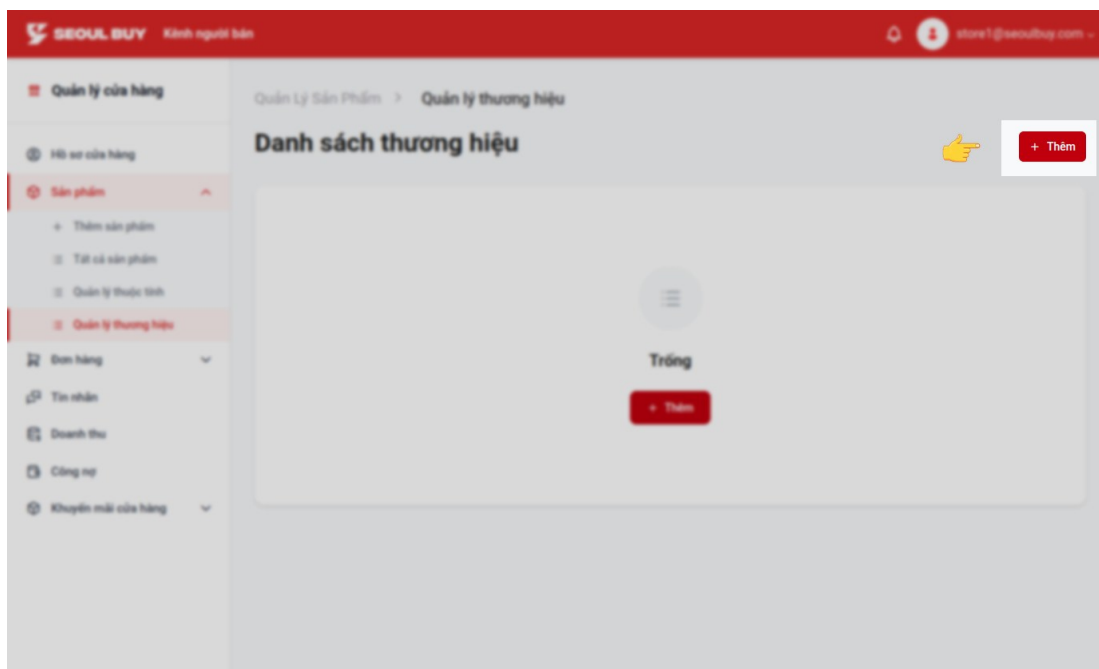 SEOUL BUY Kênh người bán
store1@seoulbuy.com
Quản lý cửa hàng
Quản Lý Sản Phẩm > Quản lý thương hiệu
Danh sách thương hiệu
+ Thêm
Hồ sơ cửa hàng
Sản phẩm
+ Thêm sản phẩm
Tất cả sản phẩm
Quản lý thuộc tính
Quản lý thương hiệu
Đơn hàng
Tin nhắn
Doanh thu
Công nợ
Khuyến mãi cửa hàng
Trống
+ Thêm